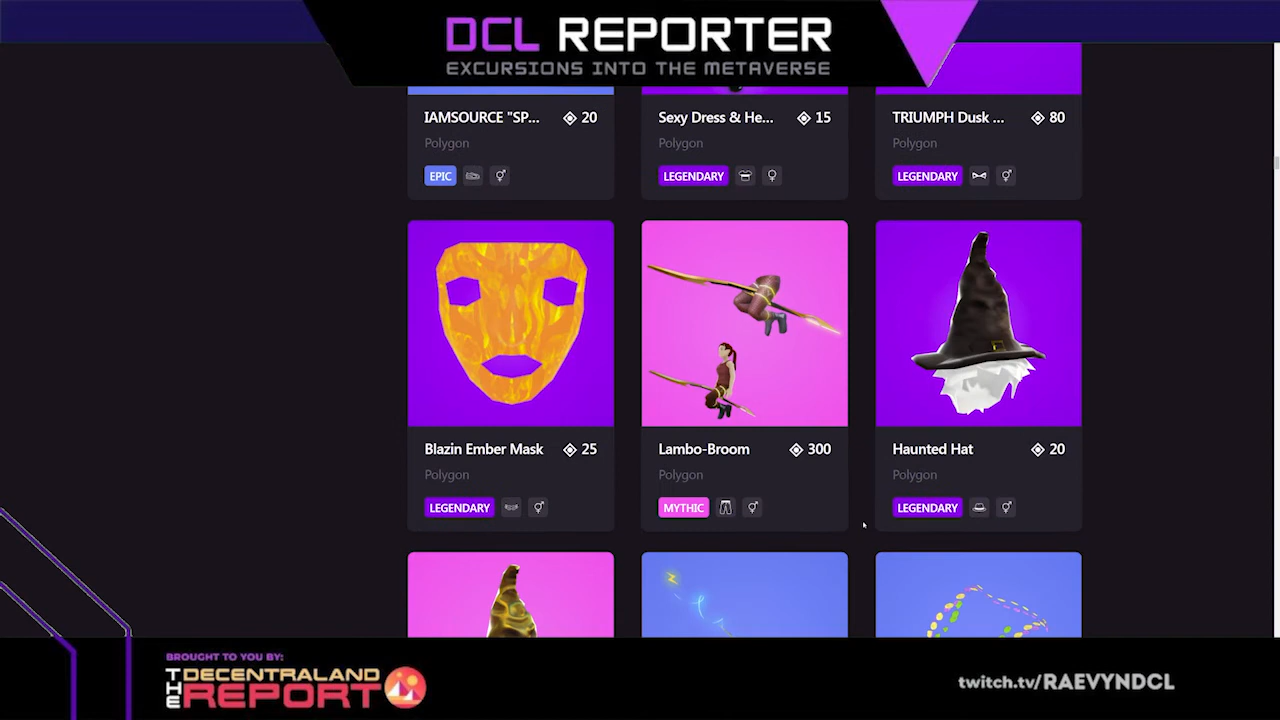 DCL REPORTER
EXCURSIONS INTO THE METAVERSE
IAMSOURCE "SP... 20
Polygon
EPIC
Sexy Dress & He... 15
Polygon
LEGENDARY
TRIUMPH Dusk ... 80
Polygon
LEGENDARY
Blazin Ember Mask 25
Polygon
LEGENDARY
Lambo-Broom 300
Polygon
MYTHIC
Haunted Hat 20
Polygon
LEGENDARY
BROUGHT TO YOU BY:
THE DECENTRALAND
REPORT
twitch.tv/RAEVYNDCL